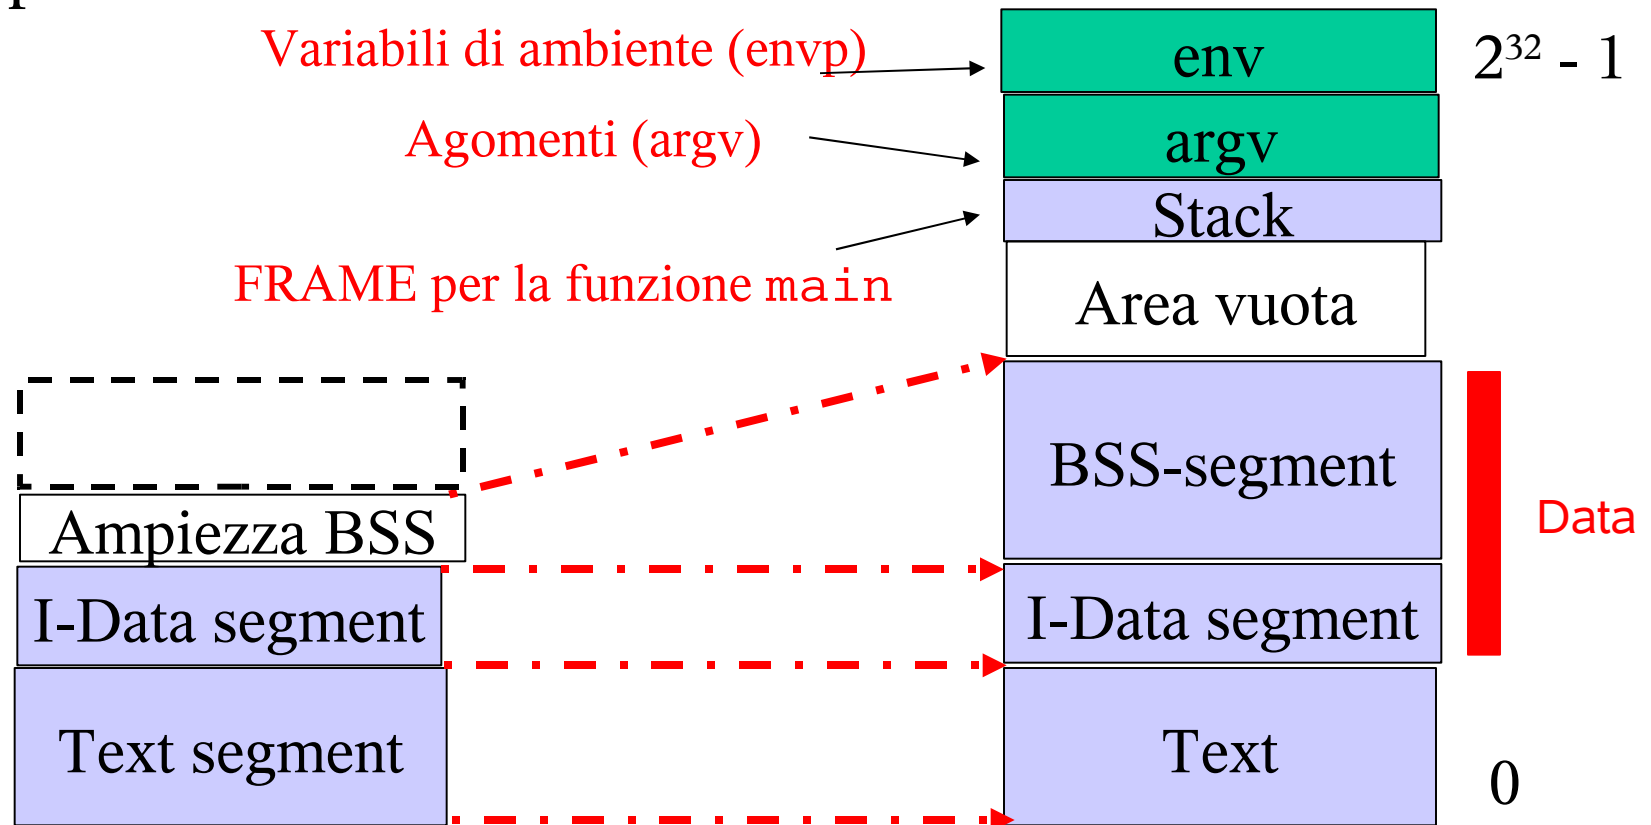 Variabili di ambiente (envp)
env
2³² - 1
Agomenti (argv)
argv
Stack
FRAME per la funzione main
Area vuota
BSS-segment
Data
Ampiezza BSS
I-Data segment
I-Data segment
Text segment
Text
0